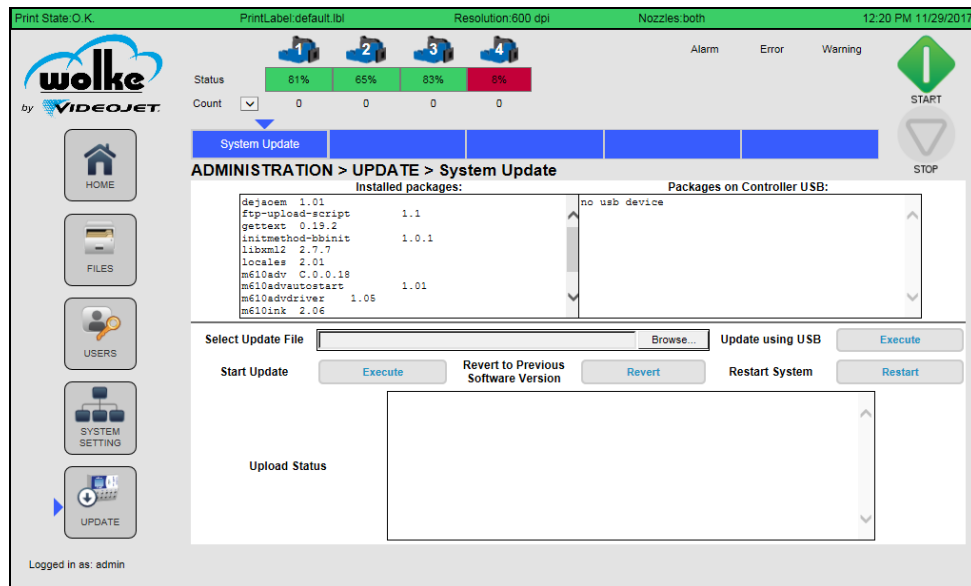 Print State:O.K. PrintLabel:default.lbl Resolution:600 dpi Nozzles:both 12:20 PM 11/29/2017
wolke
by VIDEOJET.
1 2 3 4
Alarm Error Warning
Status 81% 65% 83% 6%
Count 0 0 0 0
START
STOP
System Update
ADMINISTRATION > UPDATE > System Update
HOME
FILES
USERS
SYSTEM
SETTING
UPDATE
Installed packages: Packages on Controller USB:
dejaoem 1.01
ftp-upload-script 1.1
gettext 0.19.2
initmethod-bbinit 1.0.1
libxml2 2.7.7
locales 2.01
m610adv C.0.0.18
m610advautostart 1.01
m610advdriver 1.05
m610ink 2.06
no usb device
Select Update File Browse... Update using USB Execute
Start Update Execute Revert to Previous
Software Version Revert Restart System Restart
Upload Status
Logged in as: admin